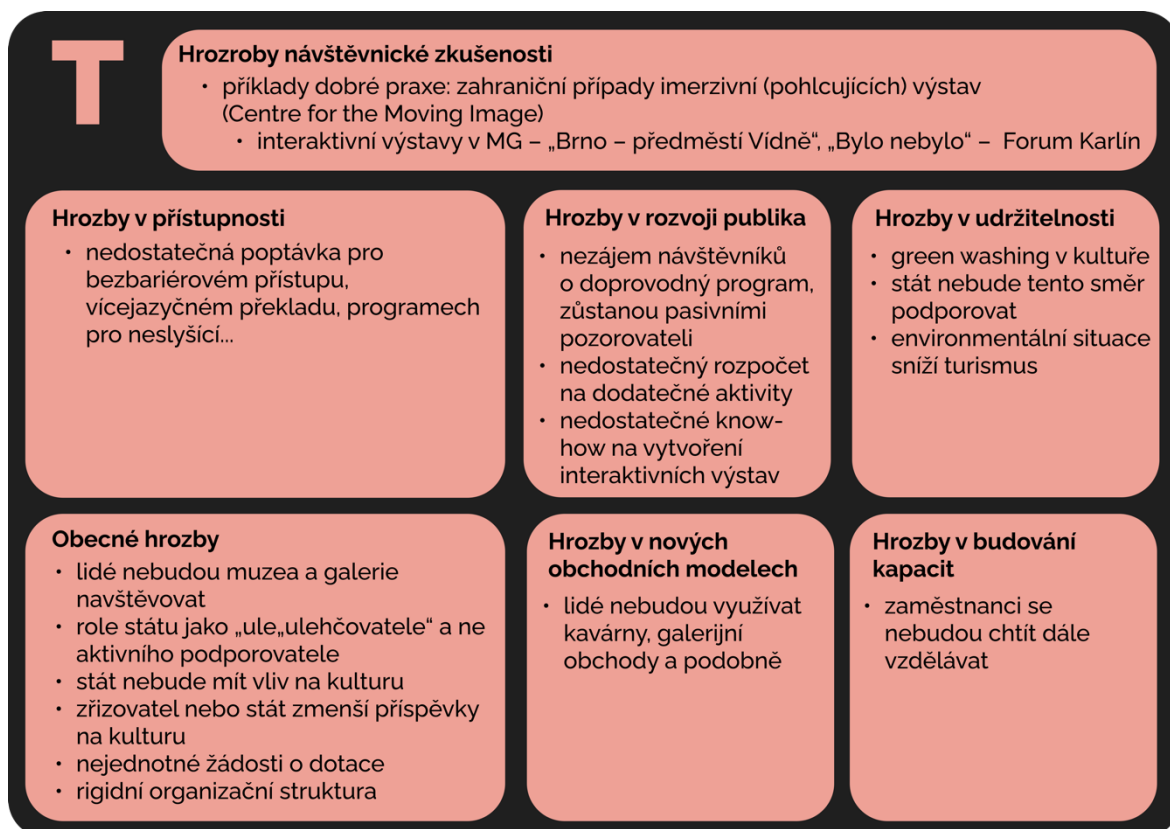 T
Hrozroby návštěvnické zkušenosti
• příklady dobré praxe: zahraniční případy imerzivní (pohlcujících) výstav
(Centre for the Moving Image)
• interaktivní výstavy v MG – „Brno – předměstí Vídně“, „Bylo nebylo“ – Forum Karlín
Hrozby v přístupnosti
• nedostatečná poptávka pro
bezbariérovém přístupu,
vícejazyčném překladu, programech
pro neslyšící...
Hrozby v rozvoji publika
• nezájem návštěvníků
o doprovodný program,
zůstanou pasivními
pozorovateli
• nedostatečný rozpočet
na dodatečné aktivity
• nedostatečné know-
how na vytvoření
interaktivních výstav
Hrozby v udržitelnosti
• green washing v kultuře
• stát nebude tento směr
podporovat
• environmentální situace
sníží turismus
Obecné hrozby
• lidé nebudou muzea a galerie
navštěvovat
• role státu jako „ule„ulehčovatele“ a ne
aktivního podporovatele
• stát nebude mít vliv na kulturu
• zřizovatel nebo stát zmenší příspěvky
na kulturu
• nejednotné žádosti o dotace
• rigidní organizační struktura
Hrozby v nových
obchodních modelech
• lidé nebudou využívat
kavárny, galerijní
obchody a podobně
Hrozby v budování
kapacit
• zaměstnanci se
nebudou chtít dále
vzdělávat